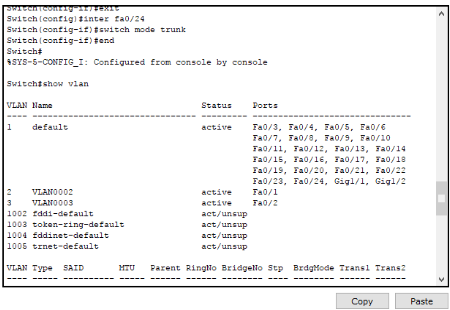 Switch(config-if)#exit
Switch(config)#inter fa0/24
Switch(config-if)#switch mode trunk
Switch(config-if)#end
Switch#
%SYS-5-CONFIG_I: Configured from console by console
Switch#show vlan
VLAN Name Status Ports
---- -------------------------------- --------- -------------------------------
1 default active Fa0/3, Fa0/4, Fa0/5, Fa0/6
Fa0/7, Fa0/8, Fa0/9, Fa0/10
Fa0/11, Fa0/12, Fa0/13, Fa0/14
Fa0/15, Fa0/16, Fa0/17, Fa0/18
Fa0/19, Fa0/20, Fa0/21, Fa0/22
Fa0/23, Fa0/24, Gig1/1, Gig1/2
2 VLAN0002 active Fa0/1
3 VLAN0003 active Fa0/2
1002 fddi-default act/unsup
1003 token-ring-default act/unsup
1004 fddinet-default act/unsup
1005 trnet-default act/unsup
VLAN Type SAID MTU Parent RingNo BridgeNo Stp BrdgMode Trans1 Trans2
---- ----- ---------- ----- ------ ------ -------- ---- -------- ------ ------
Copy Paste